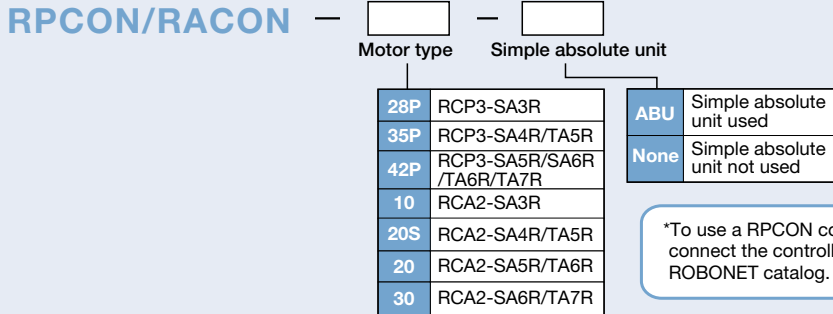 RPCON/RACON — —
Motor type
Simple absolute unit
28P RCP3-SA3R
35P RCP3-SA4R/TA5R
42P RCP3-SA5R/SA6R
/TA6R/TA7R
10 RCA2-SA3R
20S RCA2-SA4R/TA5R
20 RCA2-SA5R/TA6R
30 RCA2-SA6R/TA7R
ABU Simple absolute
unit used
None Simple absolute
unit not used
*To use a RPCON
connect the
ROBONET catalog.